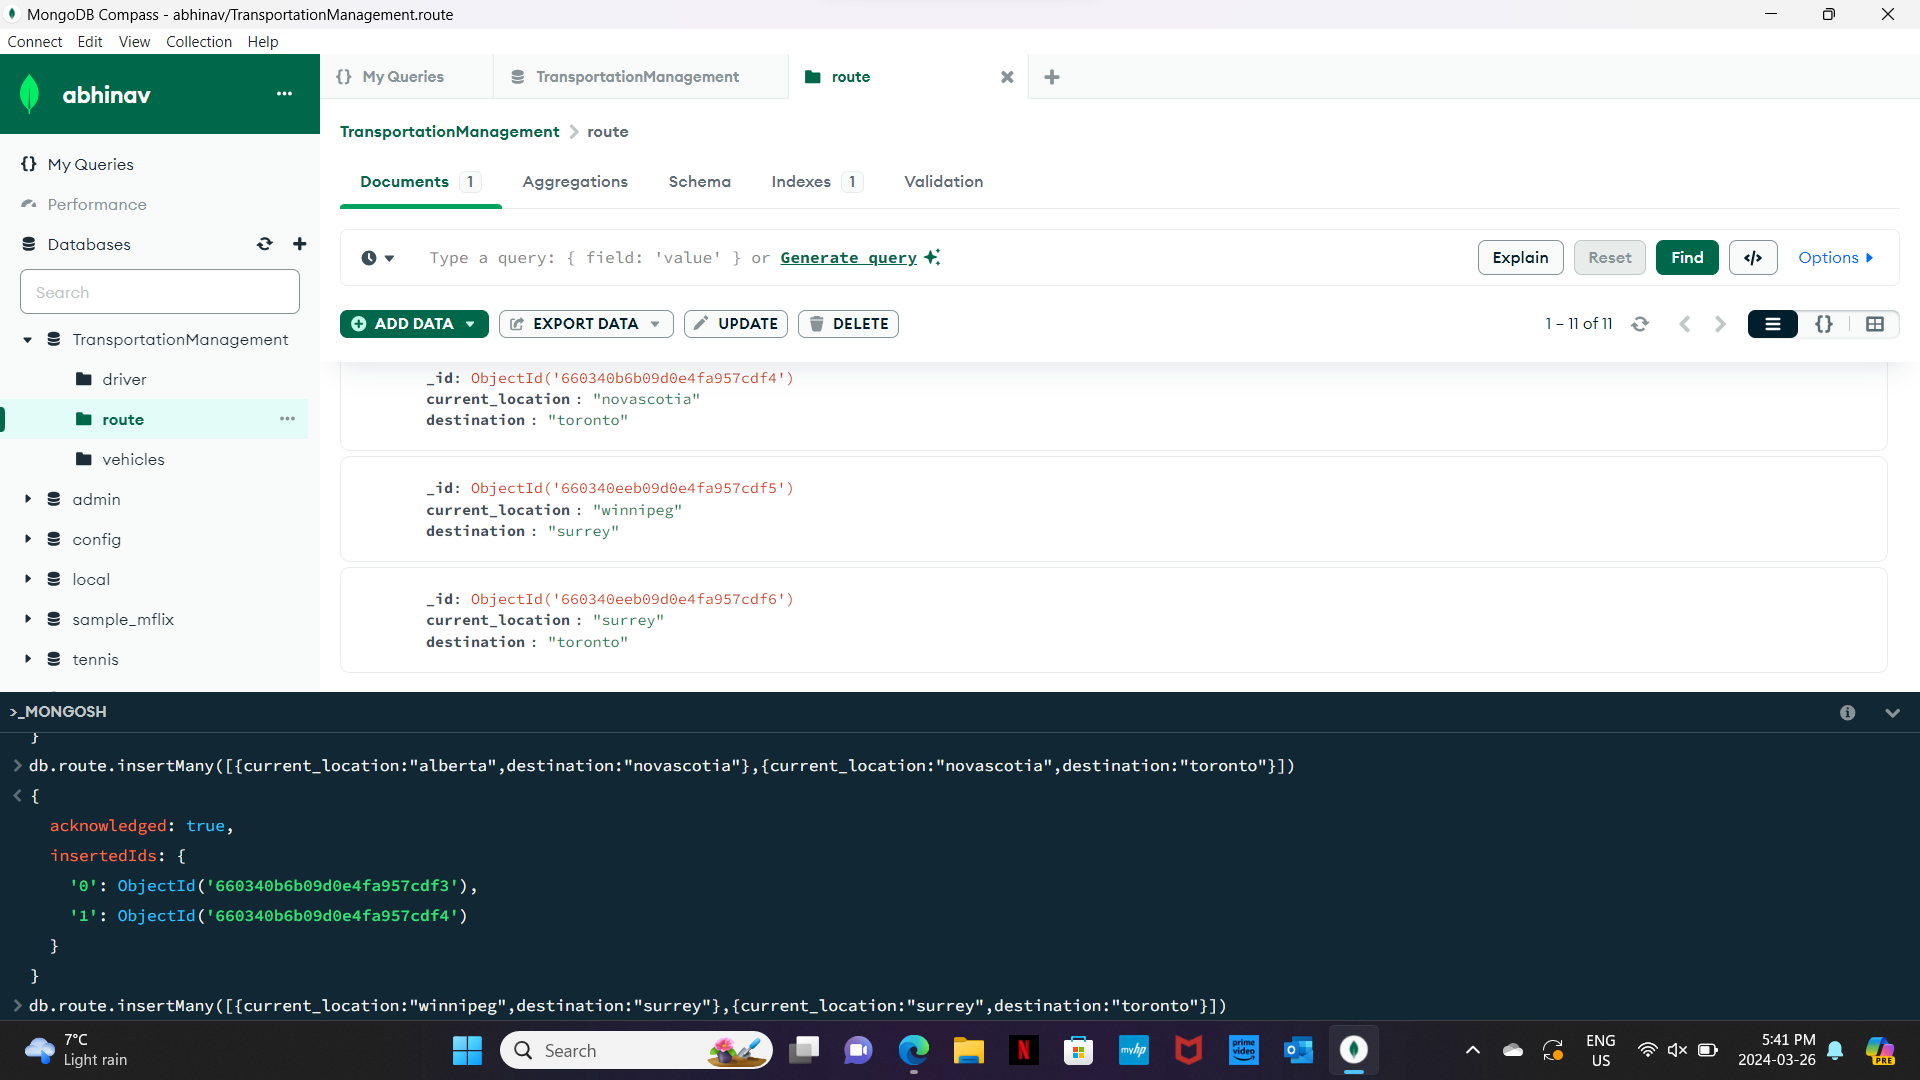 MongoDB Compass - abhinav/TransportationManagement.route
Connect Edit View Collection Help
abhinav
{} My Queries
Performance
Databases
Search
TransportationManagement
driver
route
vehicles
admin
config
local
sample_mflix
tennis
{} My Queries
TransportationManagement
route
TransportationManagement > route
Documents 1
Aggregations
Schema
Indexes 1
Validation
Type a query: { field: 'value' } or Generate query
Explain
Reset
Find
</>
Options
ADD DATA
EXPORT DATA
UPDATE
DELETE
1 – 11 of 11
{}
_id: ObjectId('660340b6b09d0e4fa957cdf4')
current_location : "novascotia"
destination : "toronto"
_id: ObjectId('660340eeb09d0e4fa957cdf5')
current_location : "winnipeg"
destination : "surrey"
_id: ObjectId('660340eeb09d0e4fa957cdf6')
current_location : "surrey"
destination : "toronto"
>_MONGOSH
}
> db.route.insertMany([{current_location:"alberta",destination:"novascotia"},{current_location:"novascotia",destination:"toronto"}])
< {
acknowledged: true,
insertedIds: {
'0': ObjectId('660340b6b09d0e4fa957cdf3'),
'1': ObjectId('660340b6b09d0e4fa957cdf4')
}
}
> db.route.insertMany([{current_location:"winnipeg",destination:"surrey"},{current_location:"surrey",destination:"toronto"}])
7°C
Light rain
Search
N
myhp
prime
video
ENG
US
5:41 PM
2024-03-26
PRE